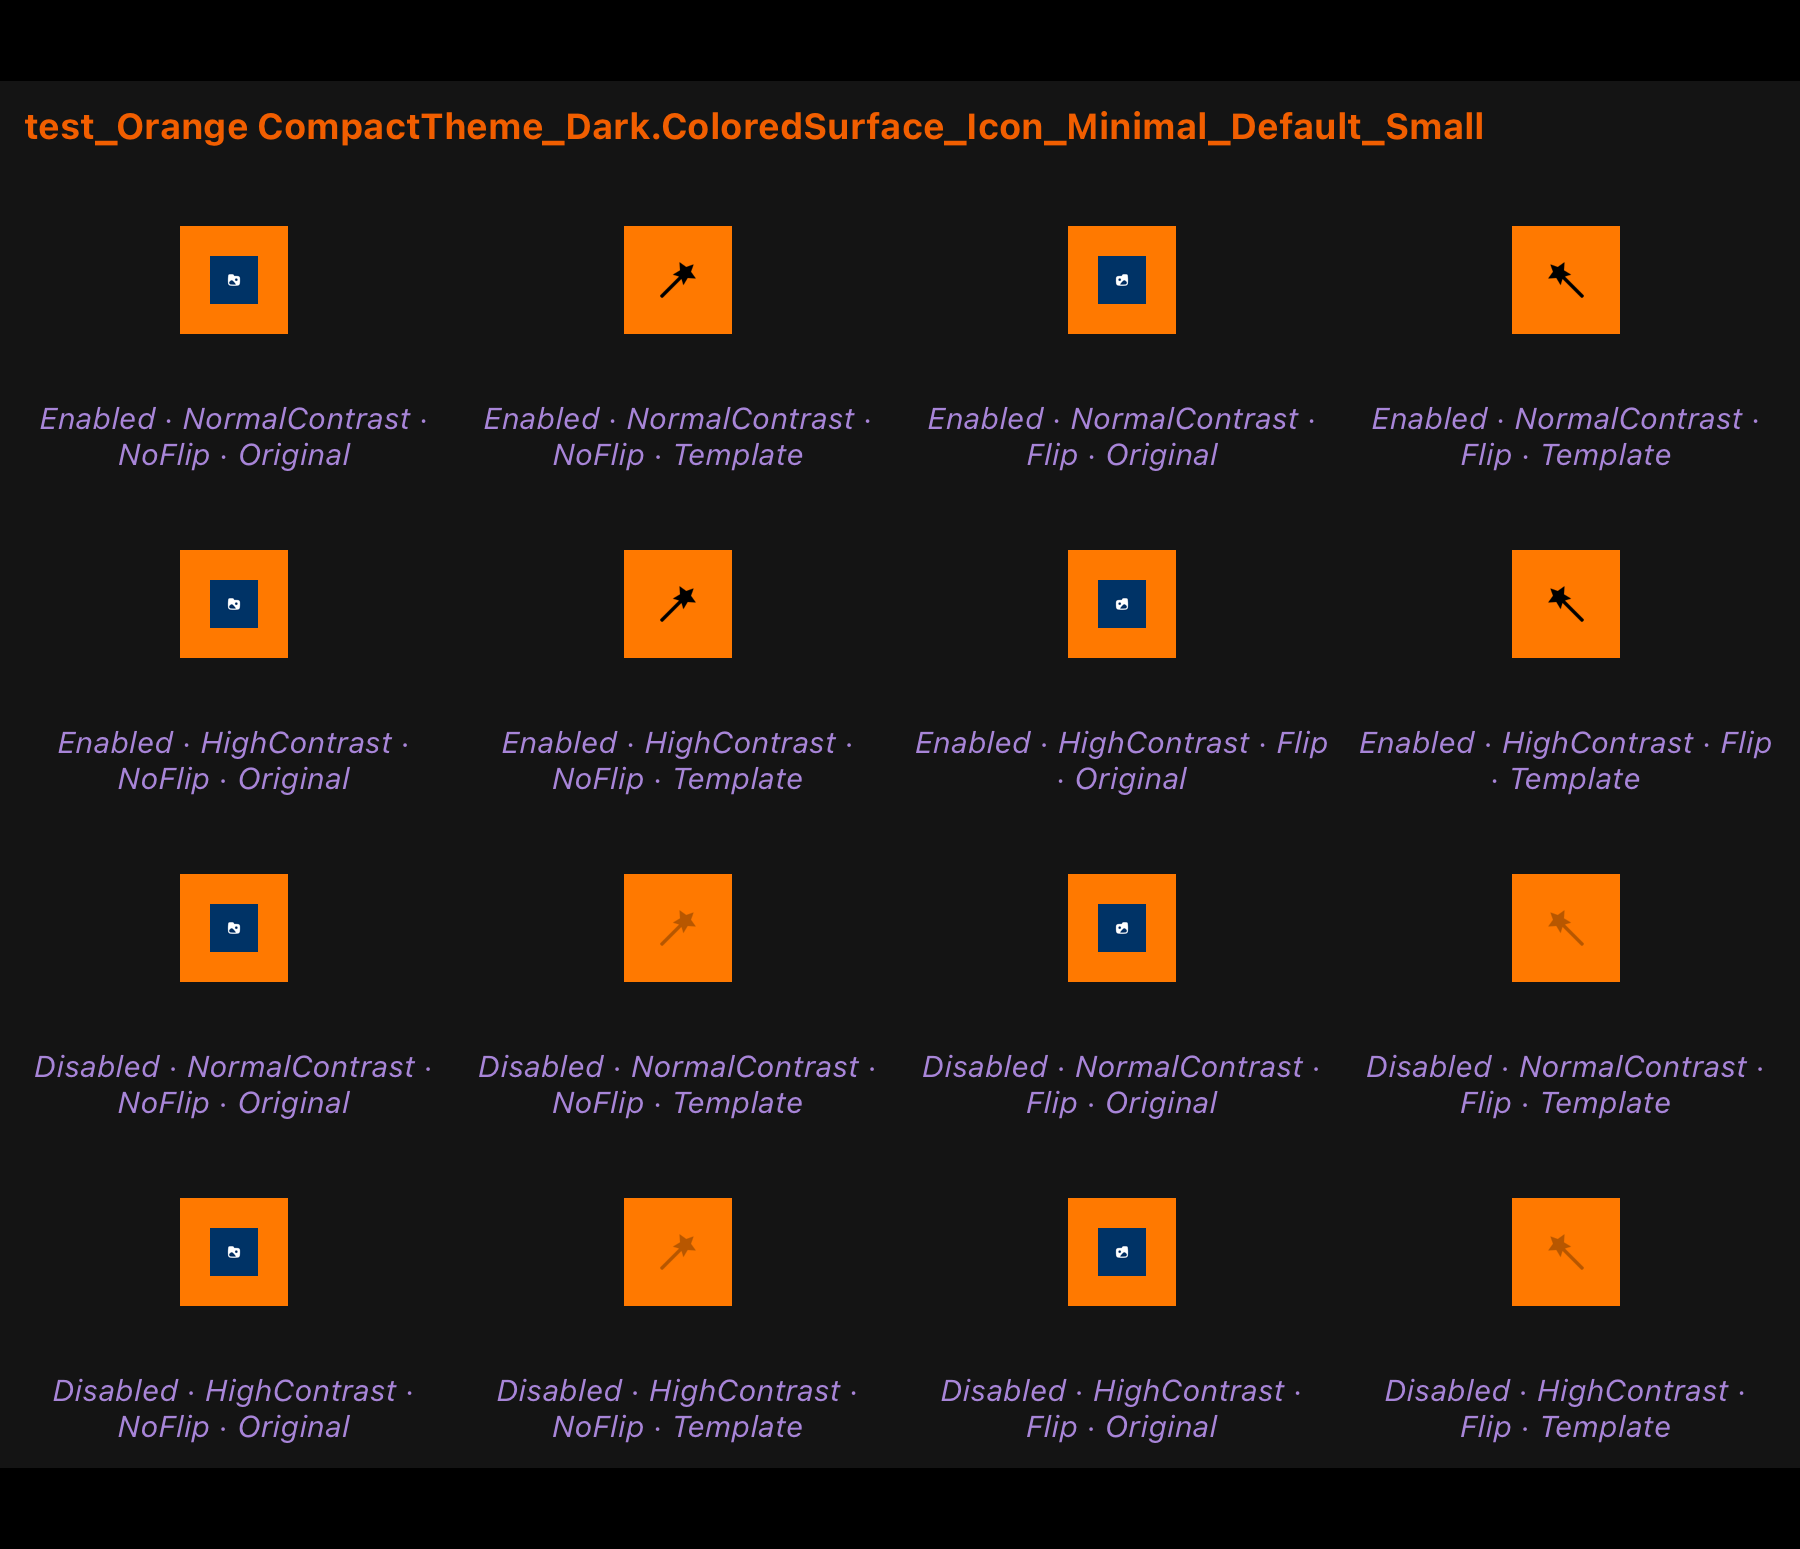 test_Orange CompactTheme_Dark.ColoredSurface_Icon_Minimal_Default_Small
Enabled · NormalContrast ·
NoFlip · Original
Enabled · NormalContrast ·
NoFlip · Template
Enabled · NormalContrast ·
Flip · Original
Enabled · NormalContrast ·
Flip · Template
Enabled · HighContrast ·
NoFlip · Original
Enabled · HighContrast ·
NoFlip · Template
Enabled · HighContrast · Flip
· Original
Enabled · HighContrast · Flip
· Template
Disabled · NormalContrast ·
NoFlip · Original
Disabled · NormalContrast ·
NoFlip · Template
Disabled · NormalContrast ·
Flip · Original
Disabled · NormalContrast ·
Flip · Template
Disabled · HighContrast ·
NoFlip · Original
Disabled · HighContrast ·
NoFlip · Template
Disabled · HighContrast ·
Flip · Original
Disabled · HighContrast ·
Flip · Template